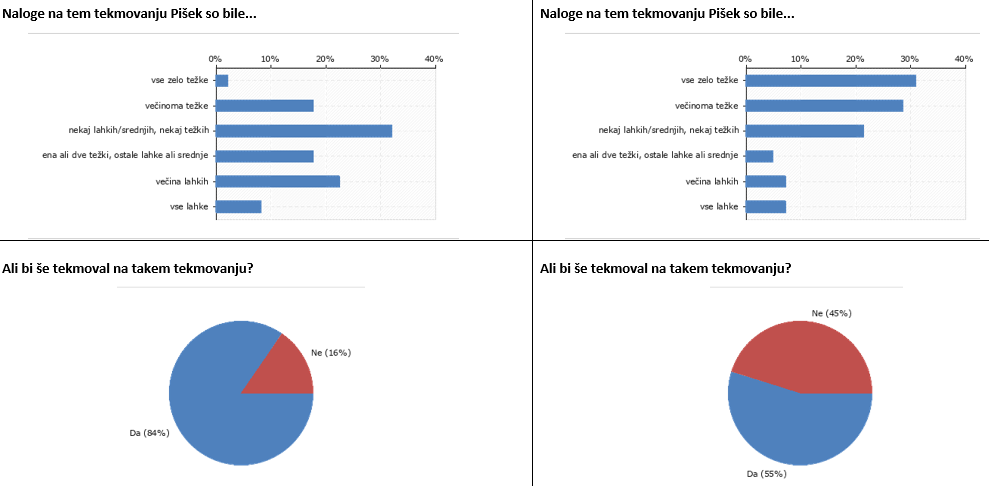 Naloge na tem tekmovanju Pišek so bile...
0% 10% 20% 30% 40%
vse zelo težke
večinoma težke
nekaj lahkih/srednjih, nekaj težkih
ena ali dve težki, ostale lahke ali srednje
večina lahkih
vse lahke
Naloge na tem tekmovanju Pišek so bile...
0% 10% 20% 30% 40%
vse zelo težke
večinoma težke
nekaj lahkih/srednjih, nekaj težkih
ena ali dve težki, ostale lahke ali srednje
večina lahkih
vse lahke
Ali bi še tekmoval na takem tekmovanju?
Ne (16%)
Da (84%)
Ali bi še tekmoval na takem tekmovanju?
Ne (45%)
Da (55%)